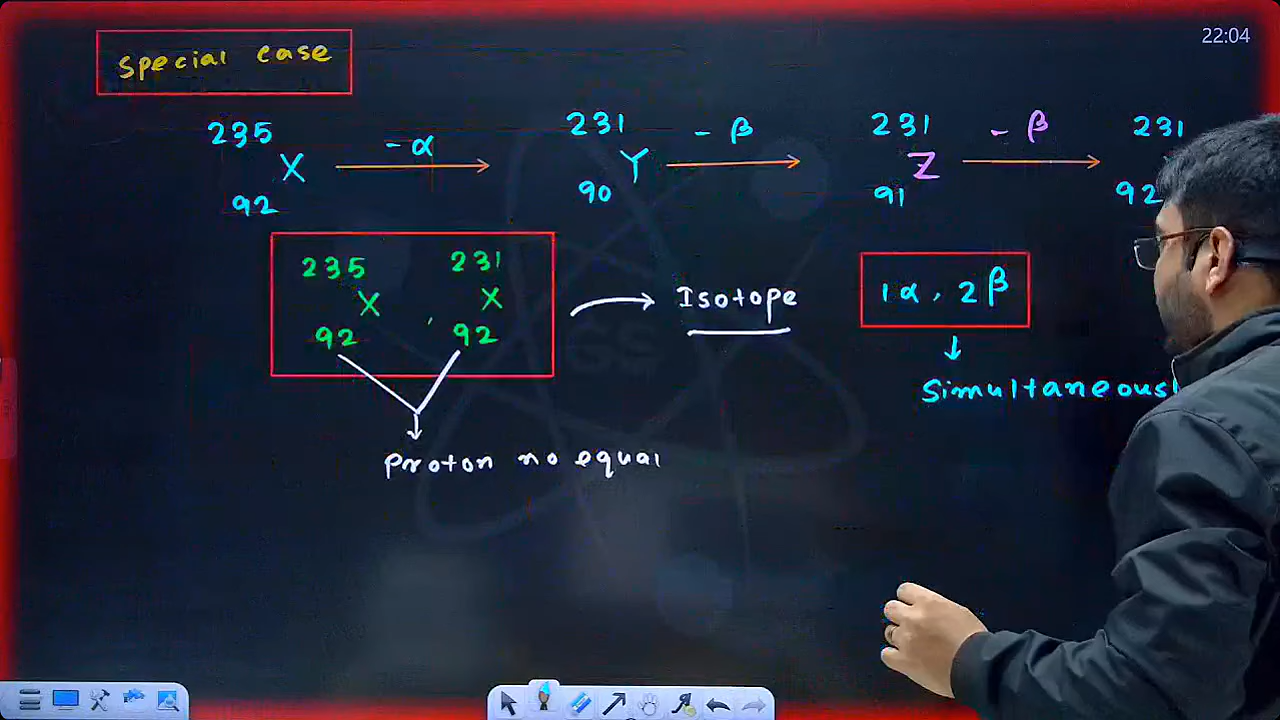 22:04
Special case
235 231 231 231
X - α Y - β Z - β
92 90 91 92
235 231
X , X
92 92
Isotope
1α, 2β
Simultaneousl
Proton no equal